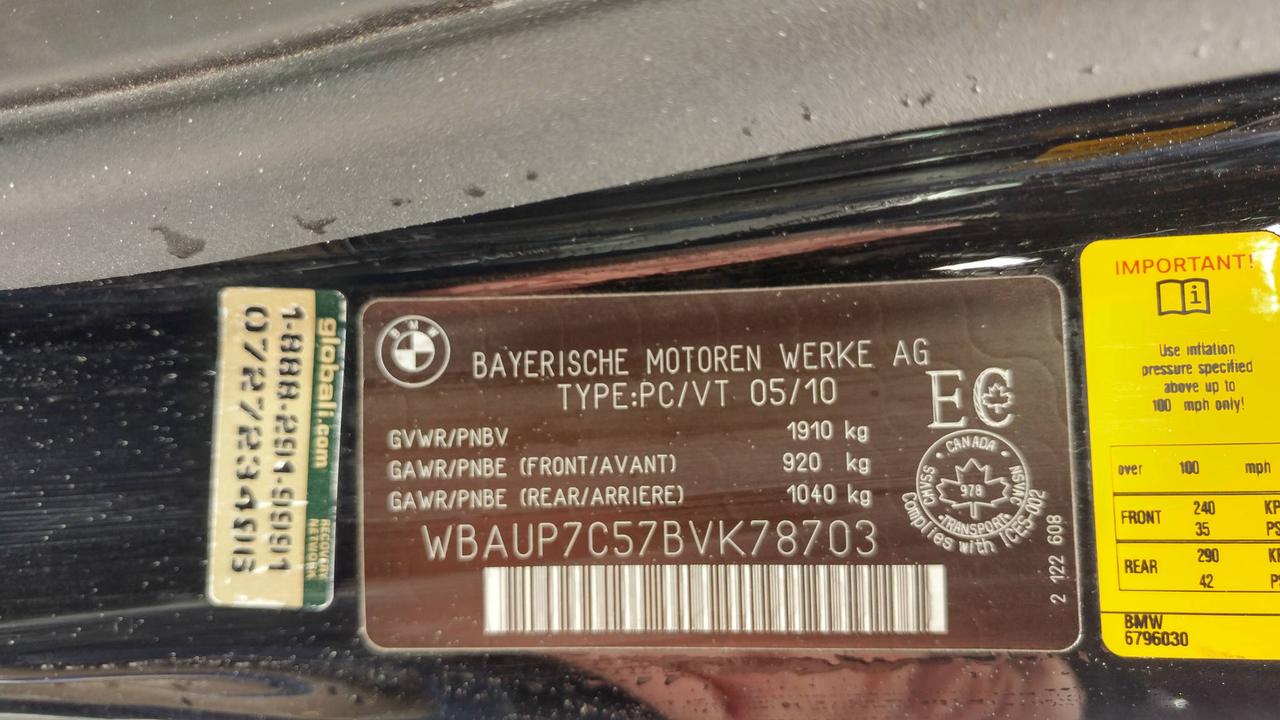 globali.com
RECOVERY
NETWORK
1-888-291-9991
BMW
BAYERISCHE MOTOREN WERKE AG
TYPE:PC/VT 05/10
EC
GVWR/PNBV 1910 kg
GAWR/PNBE (FRONT/AVANT) 920 kg
GAWR/PNBE (REAR/ARRIERE) 1040 kg
CANADA
CMVSS
NSVAC
978
TRANSPORT
Complies with ICES-002
WBAUP7C57BVK78703
2 122 608
IMPORTANT!
i
Use inflation
pressure specified
above up to
100 mph only!
over 100 mph
FRONT 240
35
REAR 290
42
BMW
6796030